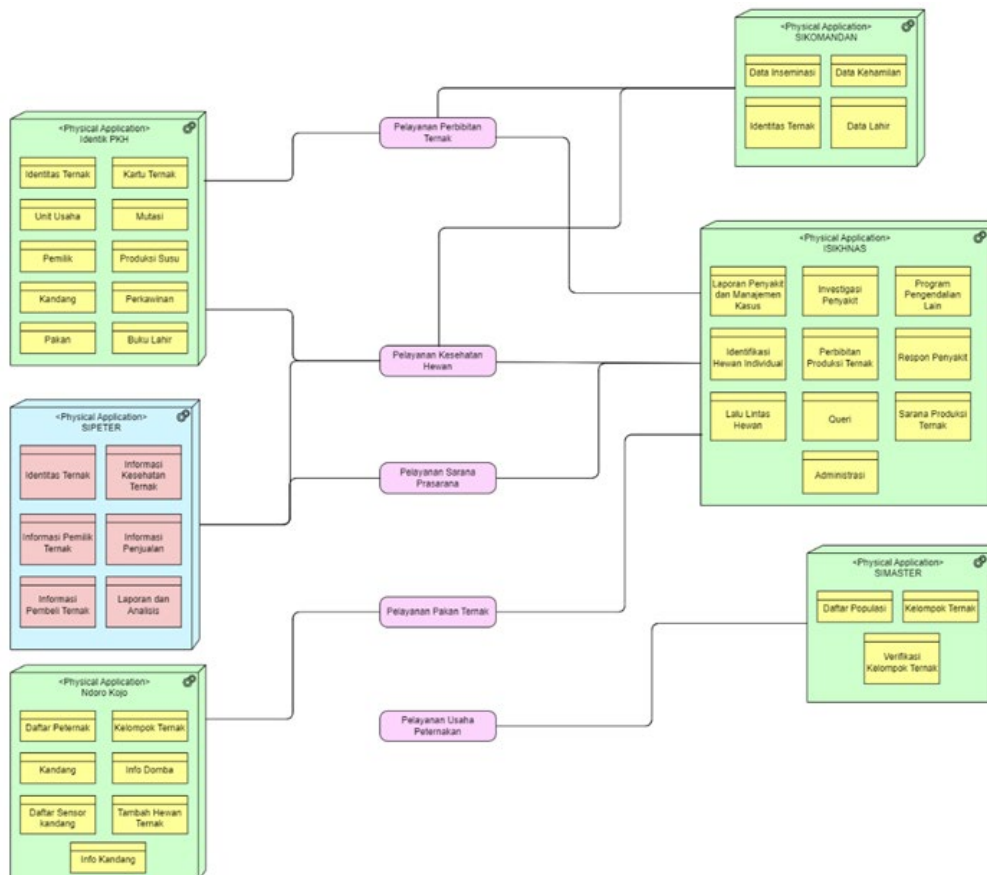 <Physical Application>
SIKOMANDAN
Data Inseminasi
Data Kehamilan
Identitas Ternak
Data Lahir
<Physical Application>
Identik PKH
Identitas Ternak
Kartu Ternak
Unit Usaha
Mutasi
Pemilik
Produksi Susu
Kandang
Perkawinan
Pakan
Buku Lahir
Pelayanan Perbibitan
Ternak
Pelayanan Kesehatan
Hewan
Pelayanan Sarana
Prasarana
Pelayanan Pakan Ternak
Pelayanan Usaha
Peternakan
<Physical Application>
ISIKHNAS
Laporan Penyakit
dan Manajemen
Kasus
Investigasi
Penyakit
Program
Pengendalian
Lain
Identifikasi
Hewan Individual
Perbibitan
Produksi Ternak
Respon Penyakit
Lalu Lintas
Hewan
Queri
Sarana Produksi
Ternak
Administrasi
<Physical Application>
SIPETER
Identitas Ternak
Informasi
Kesehatan
Ternak
Informasi Pemilik
Ternak
Informasi
Penjualan
Informasi
Pembeli Ternak
Laporan dan
Analisis
<Physical Application>
SIMASTER
Daftar Populasi
Kelompok Ternak
Verifikasi
Kelompok Ternak
<Physical Application>
Ndoro Kojo
Daftar Peternak
Kelompok Ternak
Kandang
Info Domba
Daftar Sensor
kandang
Tambah Hewan
Ternak
Info Kandang